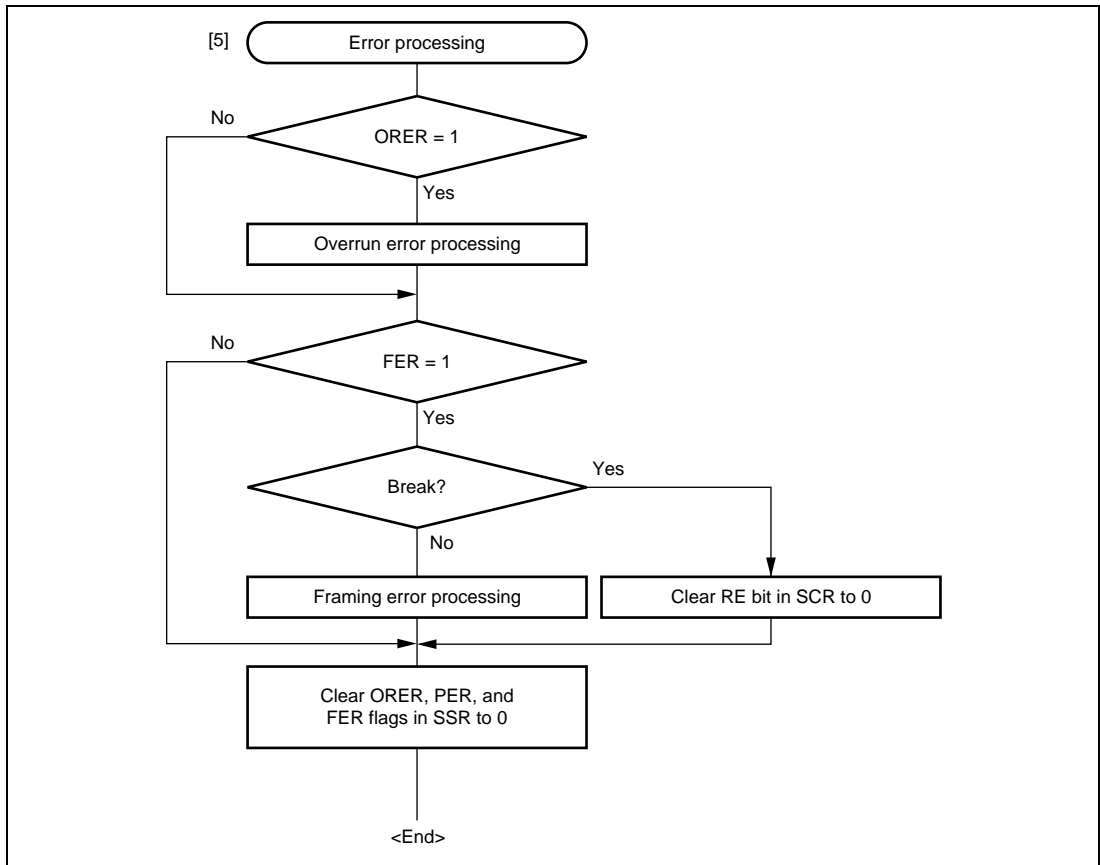 [5] Error processing
No
ORER = 1
Yes
Overrun error processing
No
FER = 1
Yes
Yes
Break?
No
Framing error processing
Clear RE bit in SCR to 0
Clear ORER, PER, and
FER flags in SSR to 0
<End>